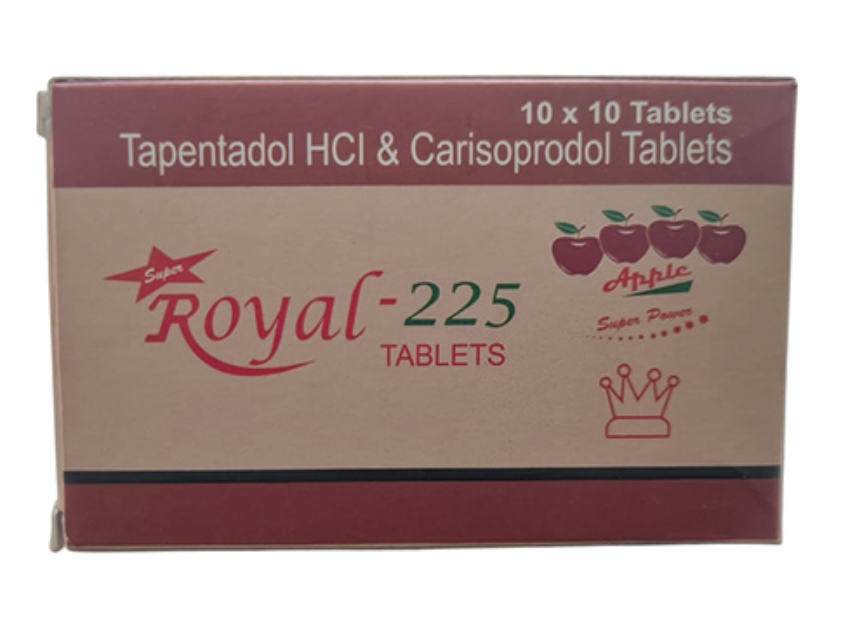 10 x 10 Tablets
Tapentadol HCl & Carisoprodol Tablets
Super
Royal-225
TABLETS
Apple
Super Power